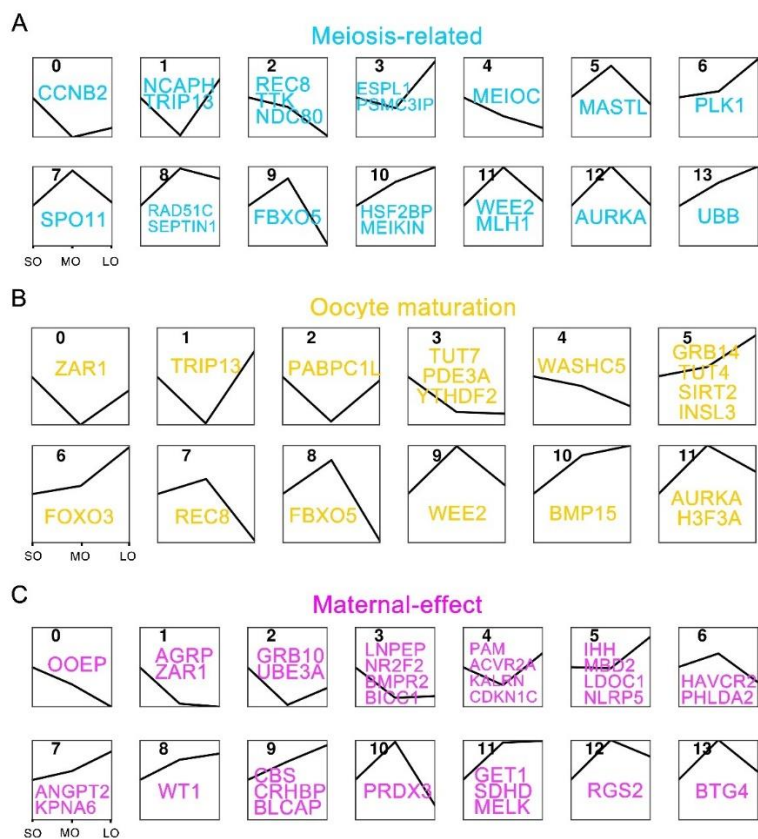 A
Meiosis-related
0
CCNB2
1
NCAPH
TRIP13
2
REC8
TTK
NDC80
3
ESPL1
PSMC3IP
4
MEIOC
5
MASTL
6
PLK1
7
SPO11
SO MO LO
8
RAD51C
SEPTIN1
9
FBXO5
10
HSF2BP
MEIKIN
11
WEE2
MLH1
12
AURKA
13
UBB
B
Oocyte maturation
0
ZAR1
1
TRIP13
2
PABPC1L
3
TUT7
PDE3A
YTHDF2
4
WASHC5
5
GRB14
TUT4
SIRT2
INSL3
6
FOXO3
SO MO LO
7
REC8
8
FBXO5
9
WEE2
10
BMP15
11
AURKA
H3F3A
C
Maternal-effect
0
OOEP
1
AGRP
ZAR1
2
GRB10
UBE3A
3
LNPEP
NR2F2
BMPR2
BICC1
4
PAM
ACVR2A
KALRN
CDKN1C
5
IHH
MBD2
LDOC1
NLRP5
6
HAVCR2
PHLDA2
7
ANGPT2
KPNA6
SO MO LO
8
WT1
9
CBS
CRHBP
BLCAP
10
PRDX3
11
GET1
SDHD
MELK
12
RGS2
13
BTG4